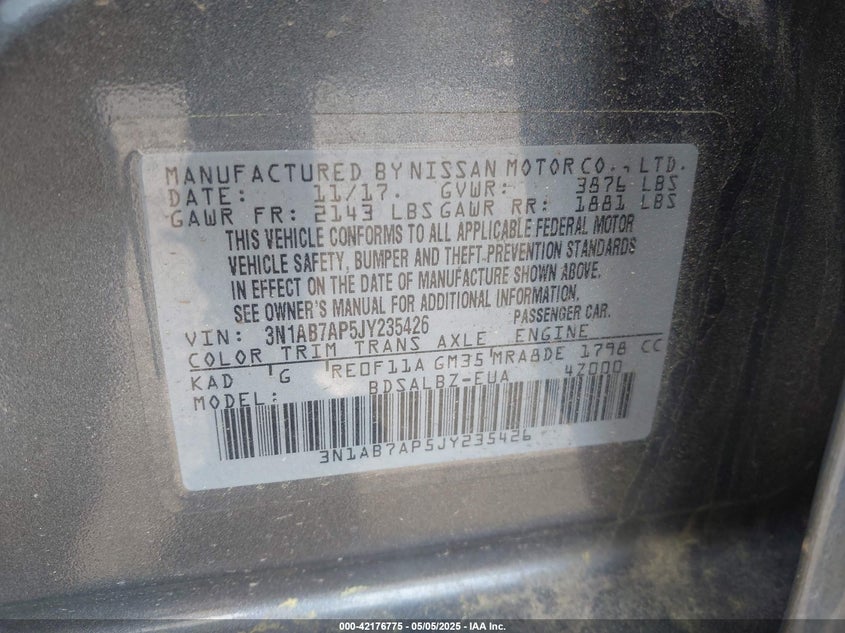 MANUFACTURED BY NISSAN MOTOR CO., LTD.
DATE: 11/17. GVWR: 3876 LBS
GAWR FR: 2143 LBS GAWR RR: 1881 LBS
THIS VEHICLE CONFORMS TO ALL APPLICABLE FEDERAL MOTOR
VEHICLE SAFETY, BUMPER AND THEFT-PREVENTION STANDARDS
IN EFFECT ON THE DATE OF MANUFACTURE SHOWN ABOVE.
SEE OWNER'S MANUAL FOR ADDITIONAL INFORMATION.
VIN: 3N1AB7AP5JY235426 PASSENGER CAR.
COLOR TRIM TRANS AXLE ENGINE
KAD 'G 'RE0F11A GM35 MRA8DE 1798 CC
MODEL: BDSALBZ-EUA 4Z000
3N1AB7AP5JY235426
000-42176775 — 05/05/2025 — IAA Inc.